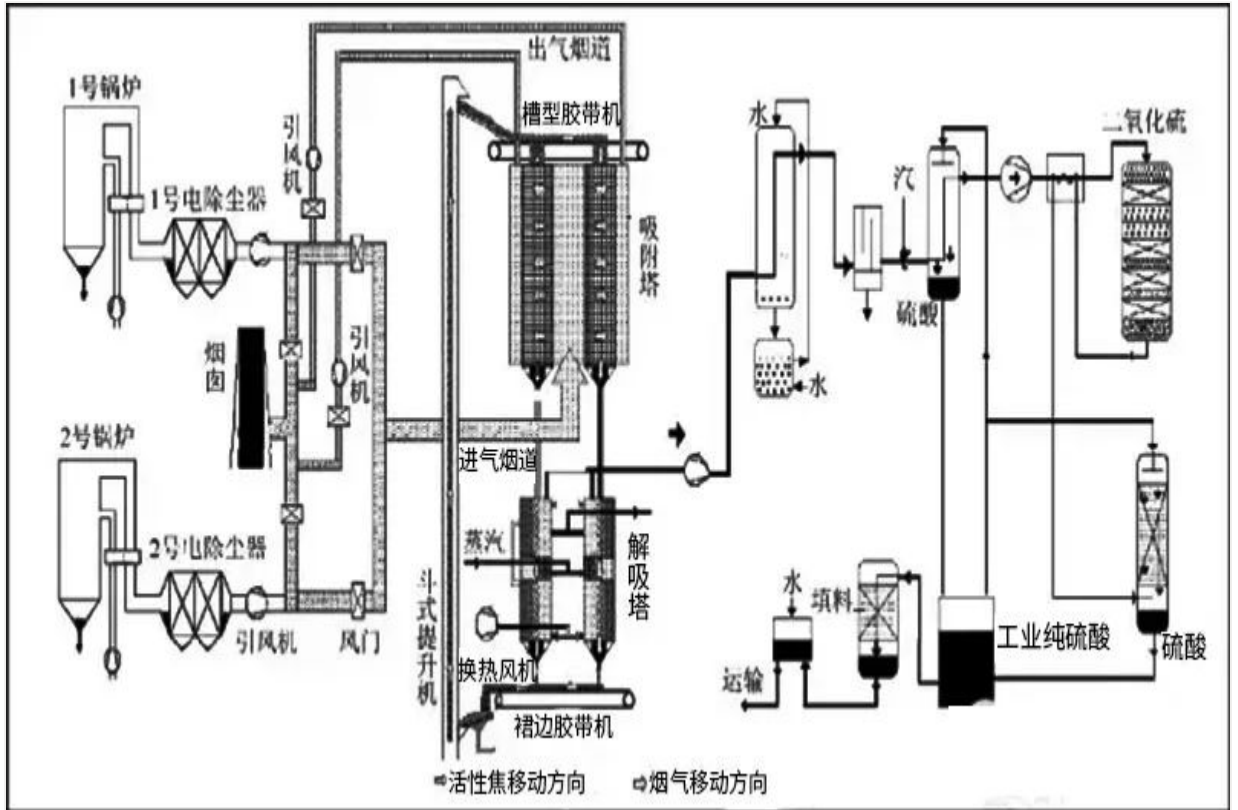 出气烟道
1号锅炉
槽型胶带机
水
二氧化硫
引风机
1号电除尘器
汽
吸附塔
硫酸
烟囱
引风机
水
2号锅炉
进气烟道
2号电除尘器
蒸汽
解吸塔
斗式提升机
水
填料
工业纯硫酸
硫酸
引风机
风门
换热风机
运输
裙边胶带机
活性焦移动方向
烟气移动方向